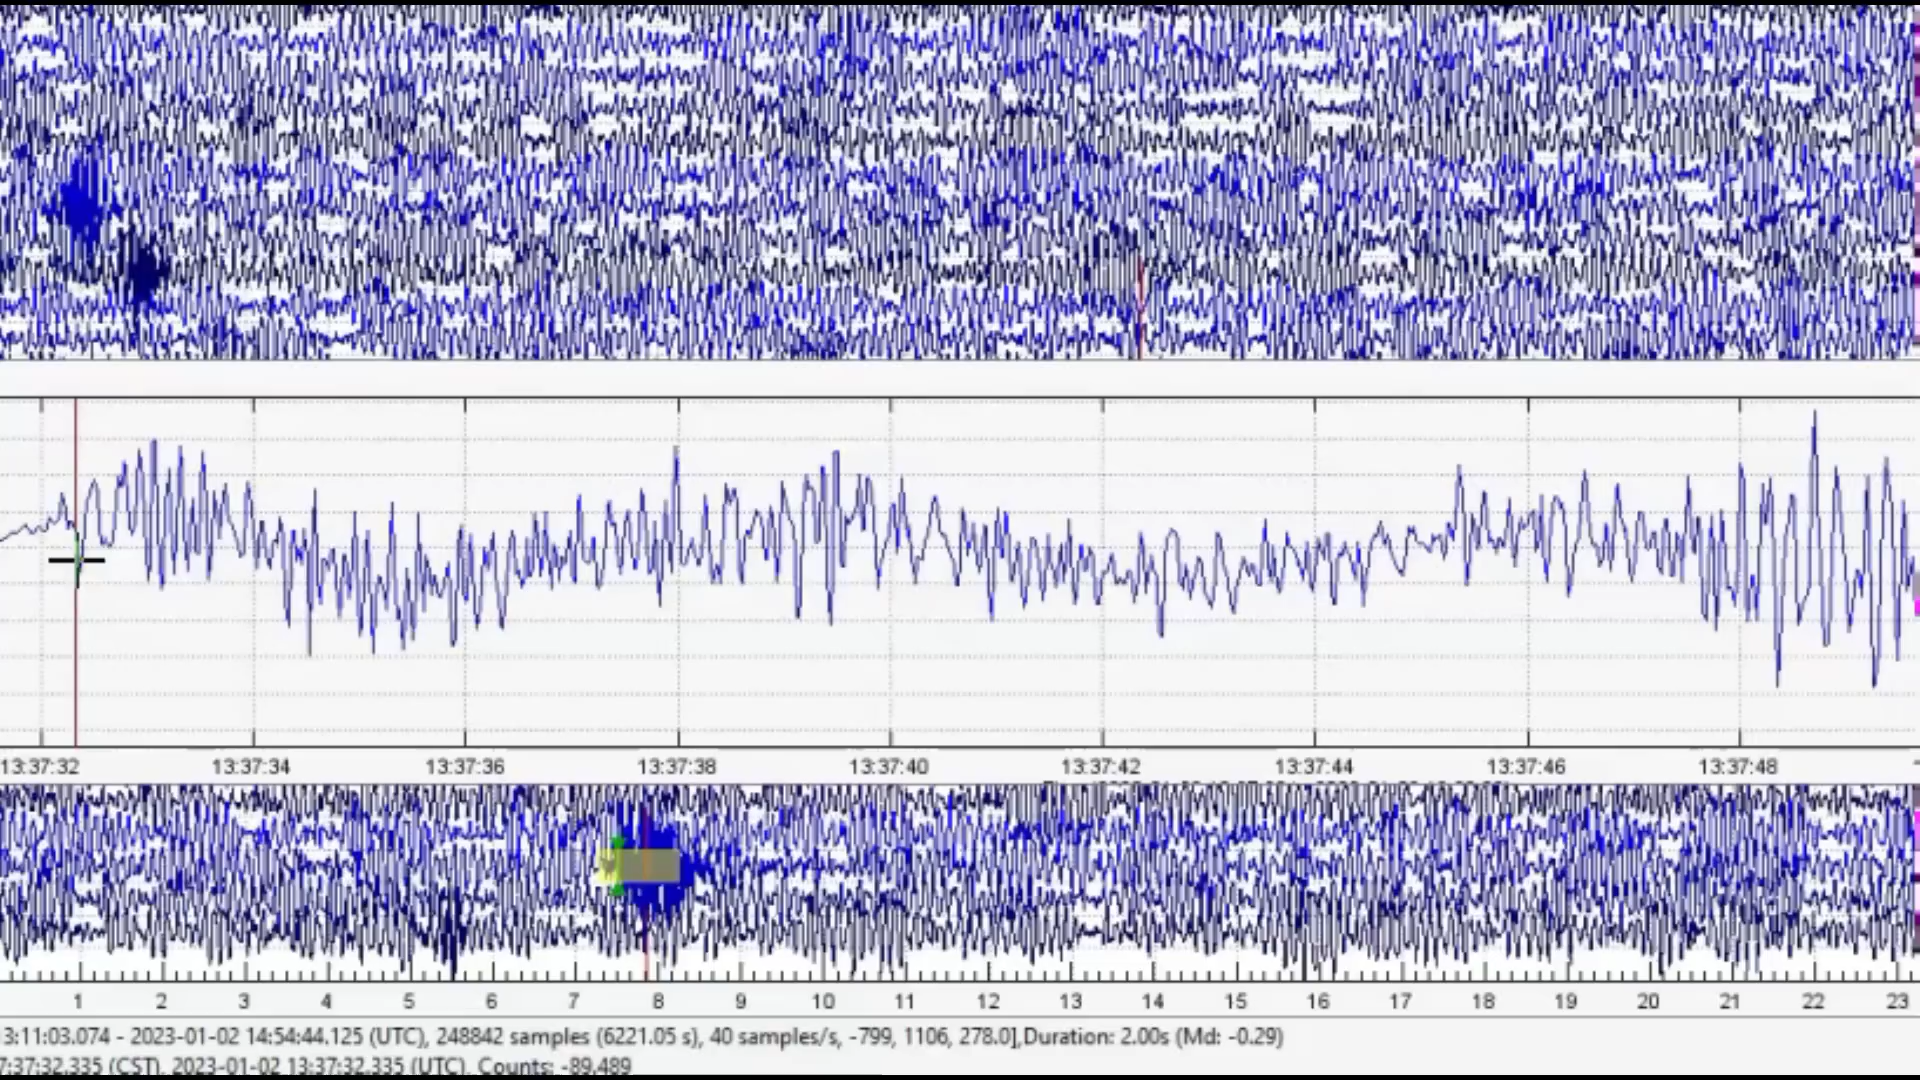 13:37:32 13:37:34 13:37:36 13:37:38 13:37:40 13:37:42 13:37:44 13:37:46 13:37:48
1 2 3 4 5 6 7 8 9 10 11 12 13 14 15 16 17 18 19 20 21 22 23
3:11:03.074 - 2023-01-02 14:54:44.125 (UTC), 248842 samples (6221.05 s), 40 samples/s, -799, 1106, 278.0],Duration: 2.00s (Md: -0.29)
7:37:32.335 (CST), 2023-01-02 13:37:32.335 (UTC), Counts: -89.489